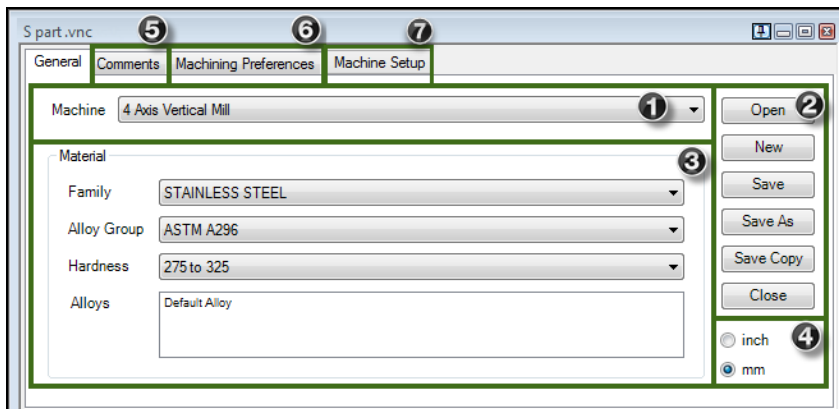 S part .vnc
5 6 7
General Comments Machining Preferences Machine Setup
Machine 4 Axis Vertical Mill 1
Open 2
New
Save
Save As
Save Copy
Close
Material 3
Family STAINLESS STEEL
Alloy Group ASTM A296
Hardness 275 to 325
Alloys Default Alloy
inch 4
mm